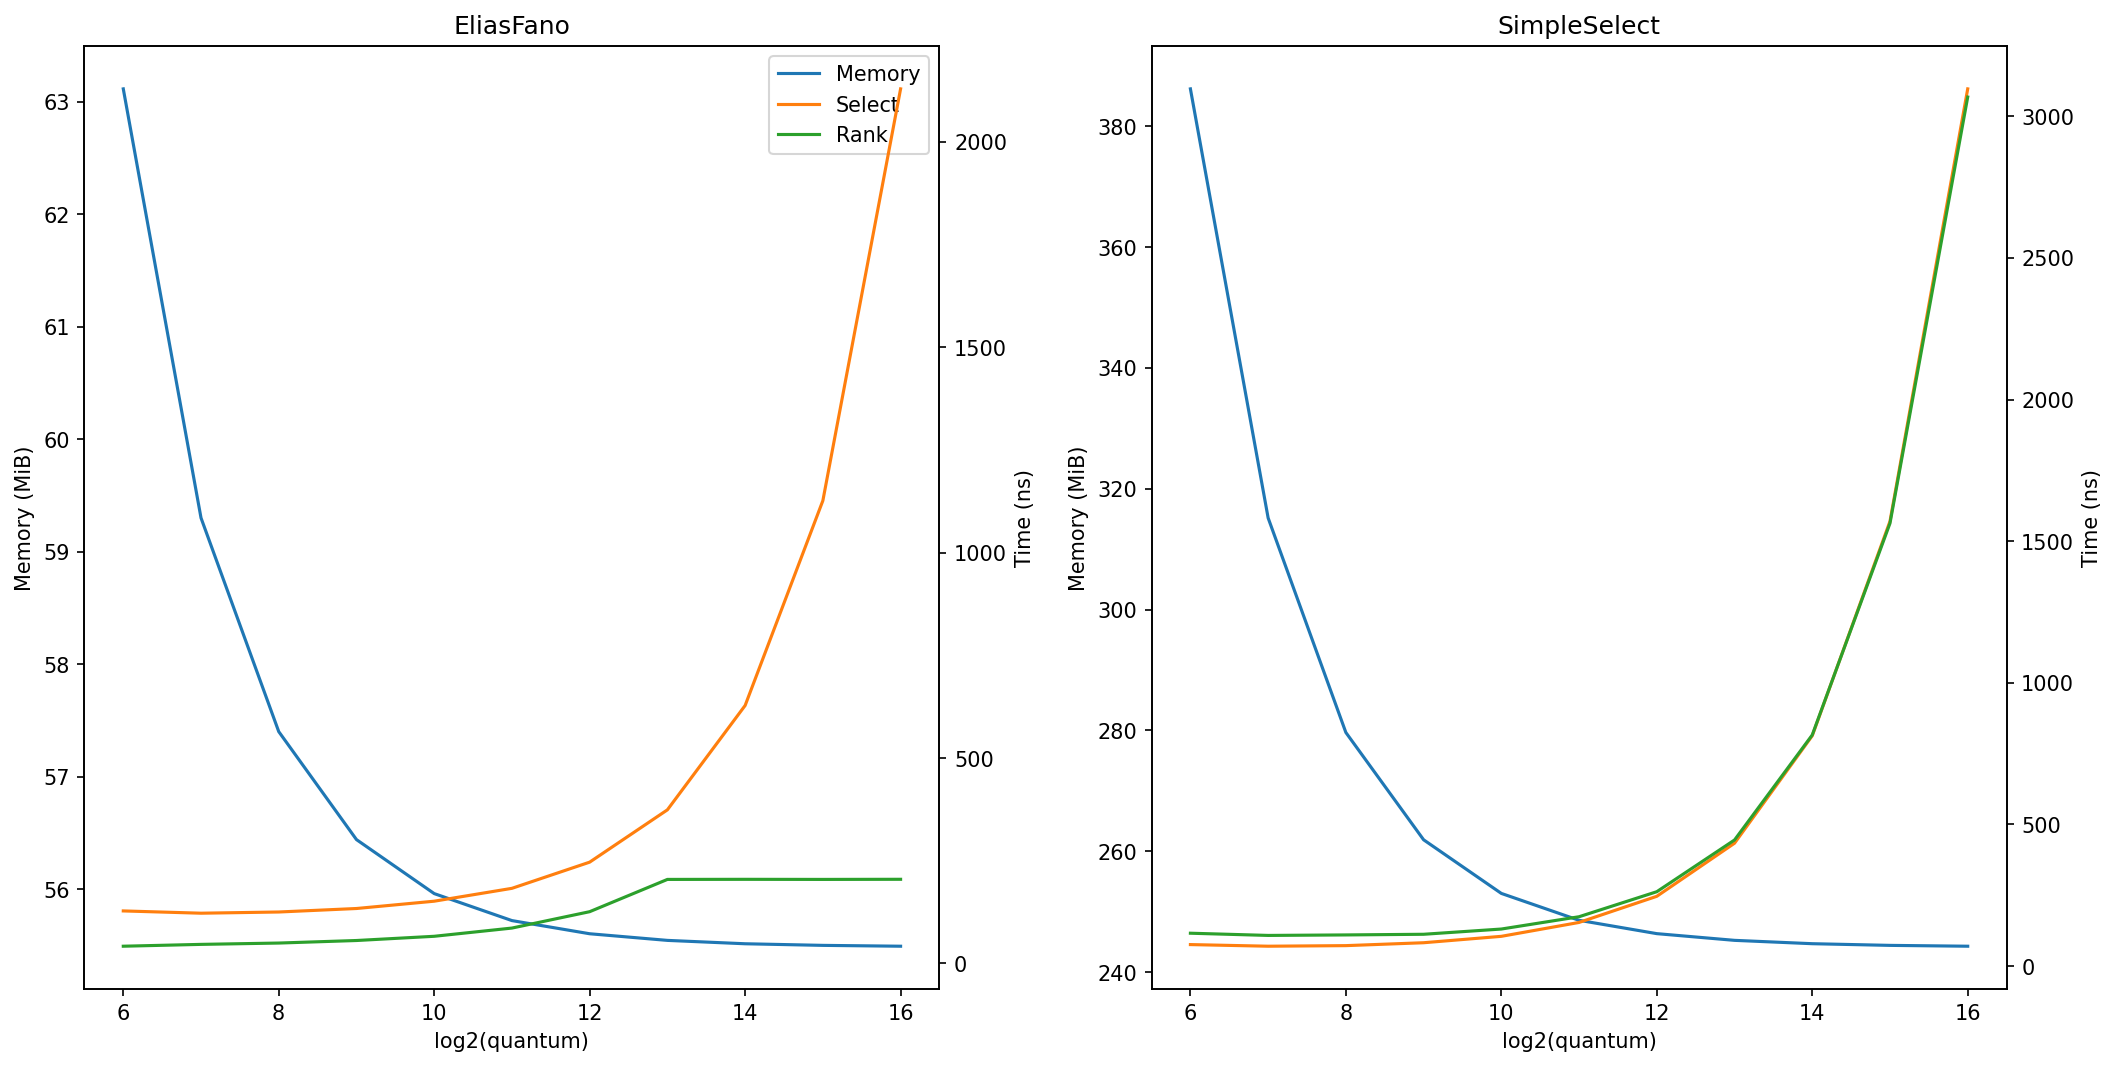 EliasFano
Memory
Select
Rank
63
62
61
60
59
58
57
56
Memory (MiB)
2000
1500
1000
500
0
Time (ns)
6 8 10 12 14 16
log2(quantum)
SimpleSelect
380
360
340
320
300
280
260
240
Memory (MiB)
3000
2500
2000
1500
1000
500
0
Time (ns)
6 8 10 12 14 16
log2(quantum)